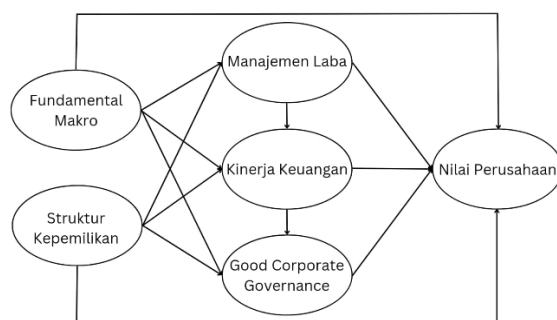 Manajemen Laba
Fundamental
Makro
Kinerja Keuangan
Nilai Perusahaan
Struktur
Kepemilikan
Good Corporate
Governance